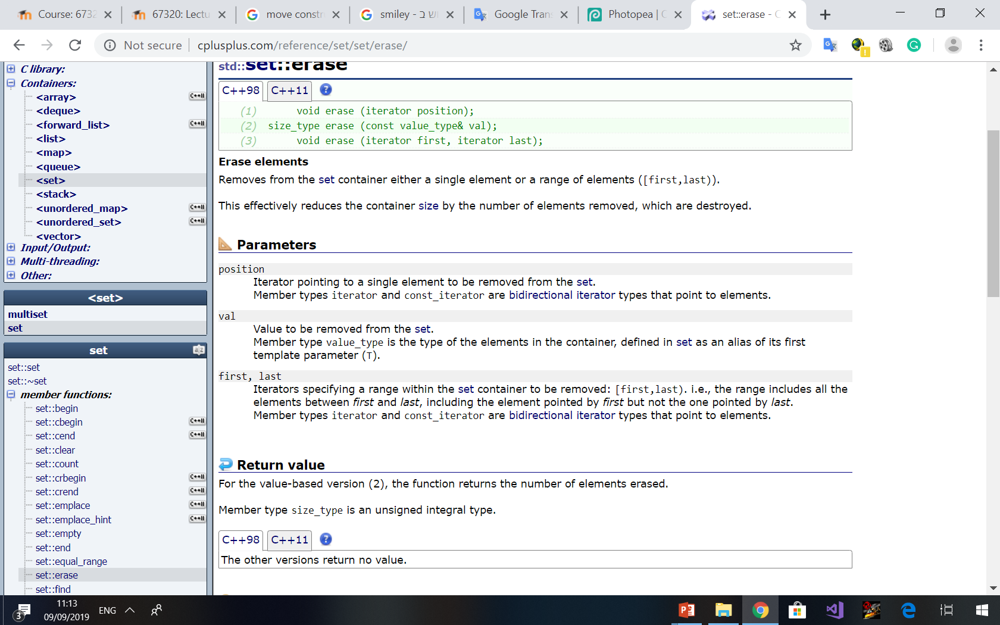 Course: 6732
67320: Lectu
move constr
smiley - חוש ב
Google Tran
Photopea | C
set::erase - C
Not secure
cplusplus.com/reference/set/set/erase/
C library:
Containers:
<array> C++11
<deque>
<forward_list> C++11
<list>
<map>
<queue>
<set>
<stack>
<unordered_map> C++11
<unordered_set> C++11
<vector>
Input/Output:
Multi-threading:
Other:
<set>
multiset
set
set
set::set
set::~set
member functions:
set::begin
set::cbegin C++11
set::cend C++11
set::clear
set::count
set::crbegin C++11
set::crend C++11
set::emplace C++11
set::emplace_hint C++11
set::empty
set::end
set::equal_range
set::erase
set::find
std::set::erase
C++98 C++11 ?
(1) void erase (iterator position);
(2) size_type erase (const value_type& val);
(3) void erase (iterator first, iterator last);
Erase elements
Removes from the set container either a single element or a range of elements ([first,last)).
This effectively reduces the container size by the number of elements removed, which are destroyed.
Parameters
position
Iterator pointing to a single element to be removed from the set.
Member types iterator and const_iterator are bidirectional iterator types that point to elements.
val
Value to be removed from the set.
Member type value_type is the type of the elements in the container, defined in set as an alias of its first
template parameter (T).
first, last
Iterators specifying a range within the set container to be removed: [first,last). i.e., the range includes all the
elements between first and last, including the element pointed by first but not the one pointed by last.
Member types iterator and const_iterator are bidirectional iterator types that point to elements.
Return value
For the value-based version (2), the function returns the number of elements erased.
Member type size_type is an unsigned integral type.
C++98 C++11 ?
The other versions return no value.
3
11:13
09/09/2019
ENG